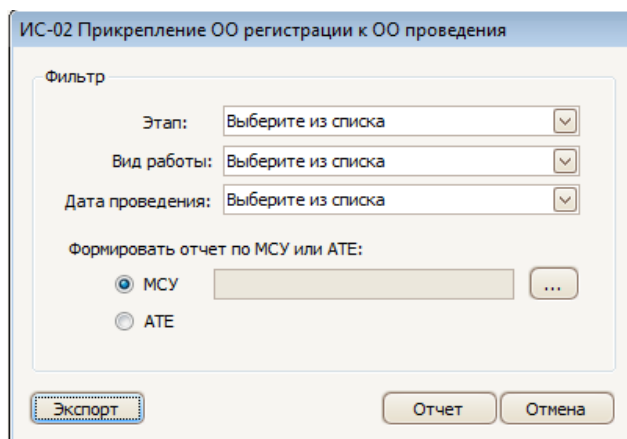 ИС-02 Прикрепление ОО регистрации к ОО проведения
Фильтр
Этап: Выберите из списка
Вид работы: Выберите из списка
Дата проведения: Выберите из списка
Формировать отчет по МСУ или АТЕ:
МСУ ...
АТЕ
Экспорт Отчет Отмена